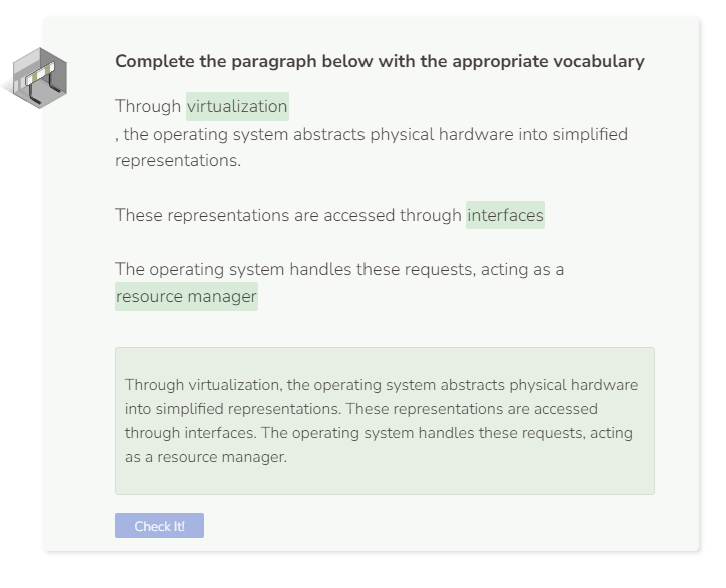 Complete the paragraph below with the appropriate vocabulary
Through virtualization
, the operating system abstracts physical hardware into simplified
representations.
These representations are accessed through interfaces
The operating system handles these requests, acting as a
resource manager
Through virtualization, the operating system abstracts physical hardware
into simplified representations. These representations are accessed
through interfaces. The operating system handles these requests, acting
as a resource manager.
Check It!